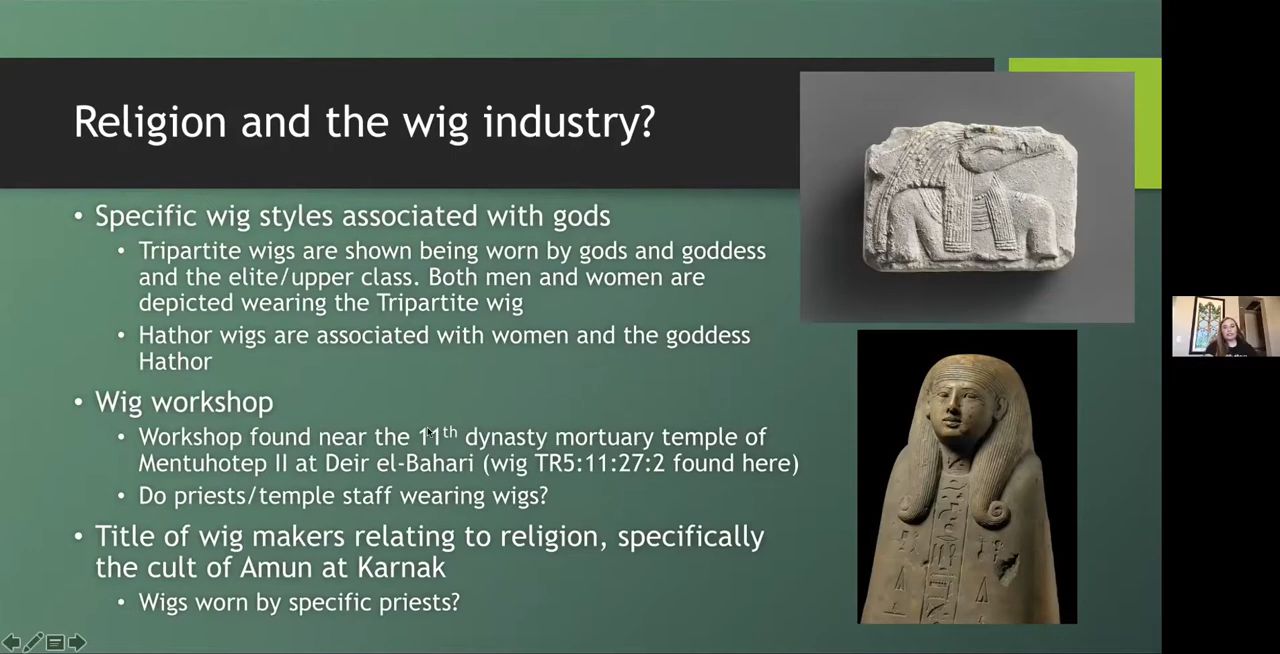 Religion and the wig industry?
• Specific wig styles associated with gods
• Tripartite wigs are shown being worn by gods and goddess
and the elite/upper class. Both men and women are
depicted wearing the Tripartite wig
• Hathor wigs are associated with women and the goddess
Hathor
• Wig workshop
• Workshop found near the 11th dynasty mortuary temple of
Mentuhotep II at Deir el-Bahari (wig TR5:11:27:2 found here)
• Do priests/temple staff wearing wigs?
• Title of wig makers relating to religion, specifically
the cult of Amun at Karnak
• Wigs worn by specific priests?